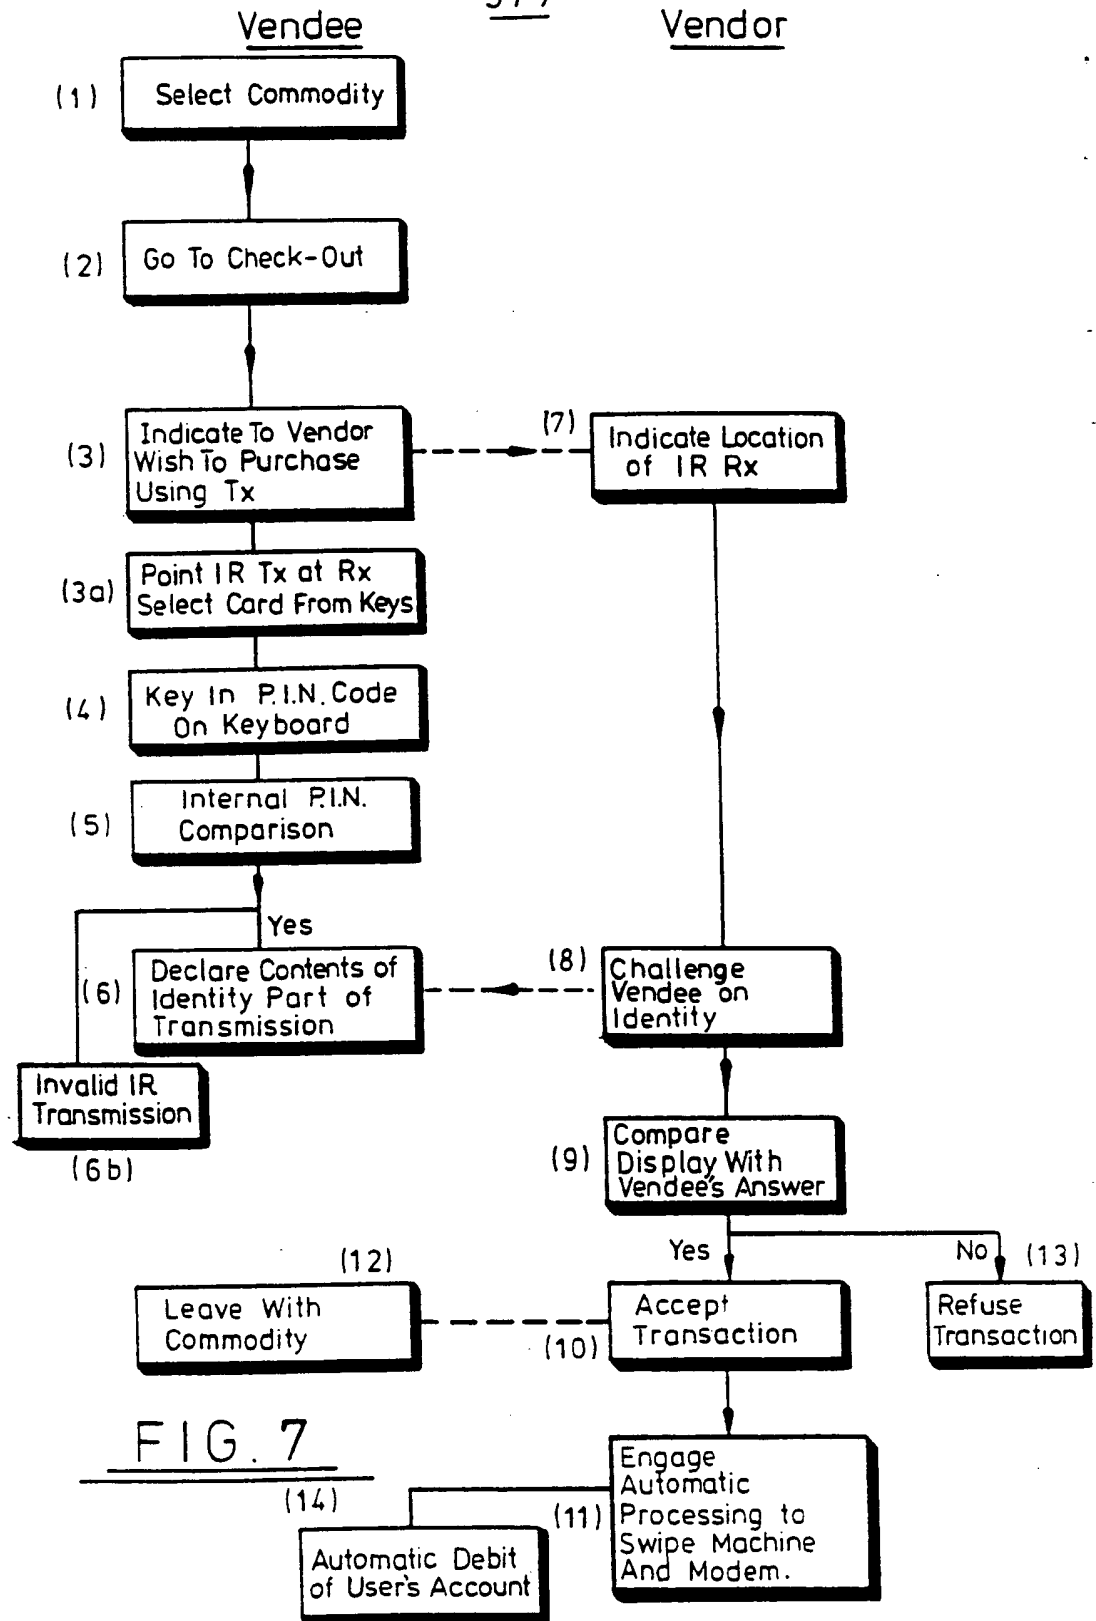 Vendee
Vendor
(1)
Select Commodity
(2)
Go To Check-Out
(3)
Indicate To Vendor
Wish To Purchase
Using Tx
(7)
Indicate Location
of IR Rx
(3a)
Point IR Tx at Rx
Select Card From Keys
(4)
Key In P.I.N. Code
On Keyboard
(5)
Internal P.I.N.
Comparison
Yes
(6)
Declare Contents of
Identity Part of
Transmission
(8)
Challenge
Vendee on
Identity
Invalid IR
Transmission
(6b)
(9)
Compare
Display With
Vendee's Answer
Yes
No
(13)
(12)
Leave With
Commodity
(10)
Accept
Transaction
Refuse
Transaction
FIG. 7
(14)
Automatic Debit
of User's Account
(11)
Engage
Automatic
Processing to
Swipe Machine
And Modem.